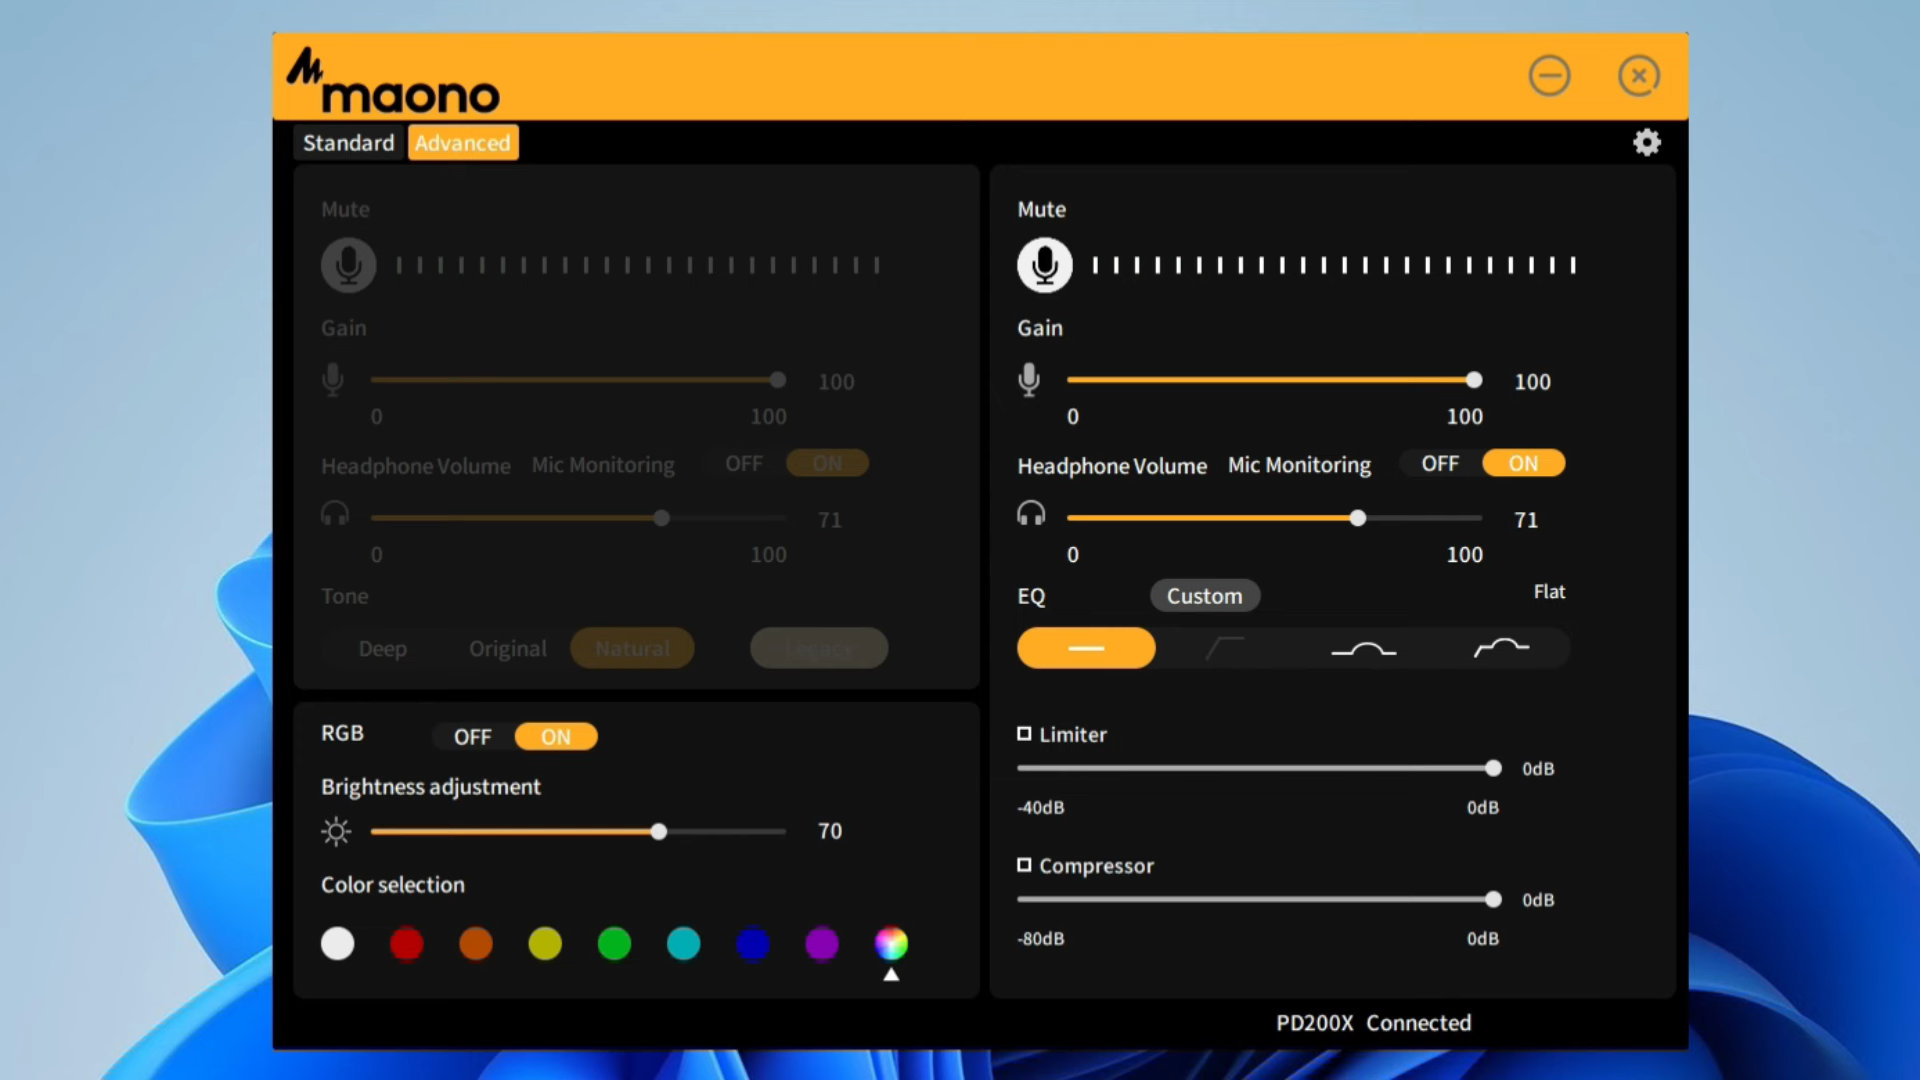 maono
Standard Advanced
Mute
Gain
100
0 100
Headphone Volume Mic Monitoring OFF ON
71
0 100
Tone
Deep Original Natural Legacy
RGB OFF ON
Brightness adjustment
70
Color selection
Mute
Gain
100
0 100
Headphone Volume Mic Monitoring OFF ON
71
0 100
EQ Custom Flat
Limiter
0dB
-40dB 0dB
Compressor
0dB
-80dB 0dB
PD200X Connected